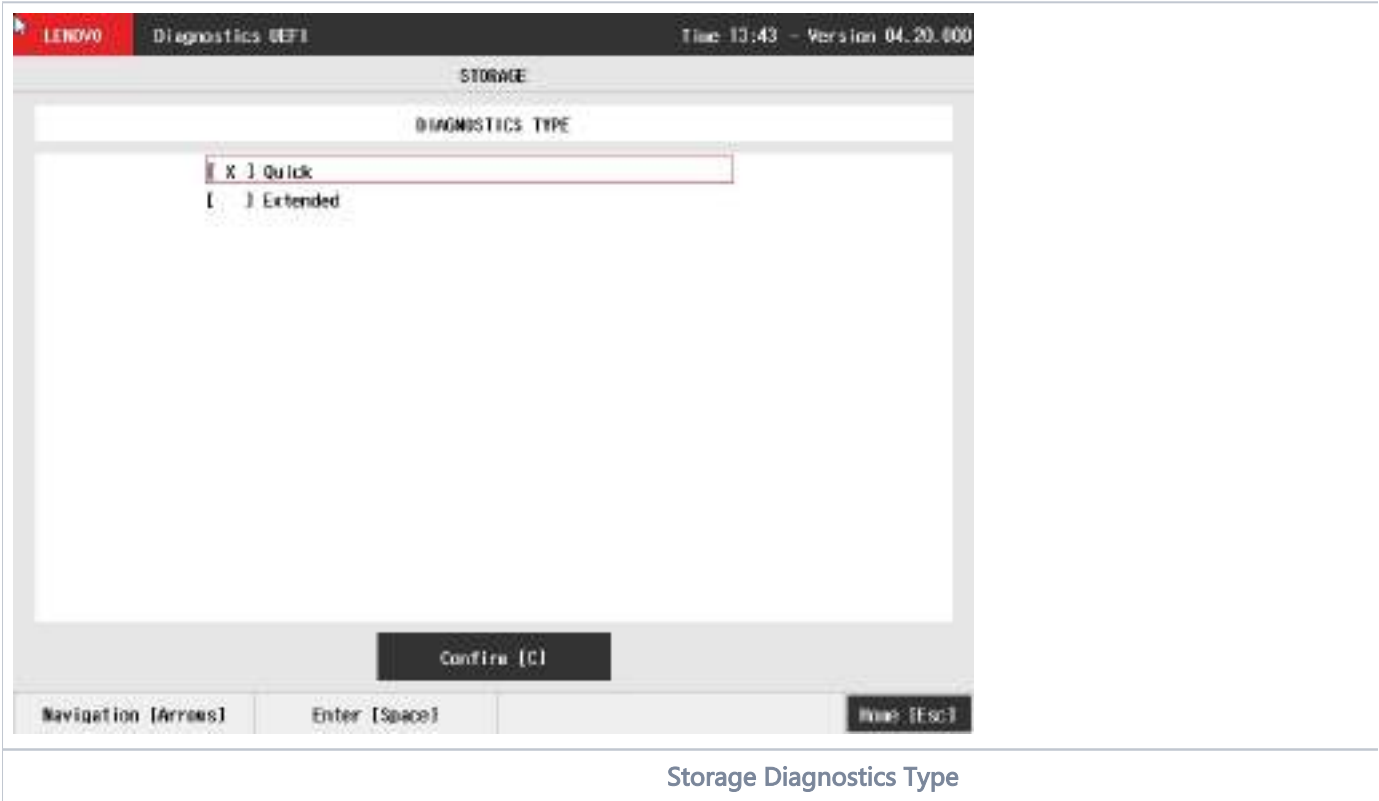 LENOVO Diagnostics UEFI Time 13:43 - Version 04.20.000
STORAGE
DIAGNOSTICS TYPE
[ X ] Quick
[   ] Extended
Confirm [C]
Navigation [Arrows] Enter [Space] Home [Esc]
Storage Diagnostics Type